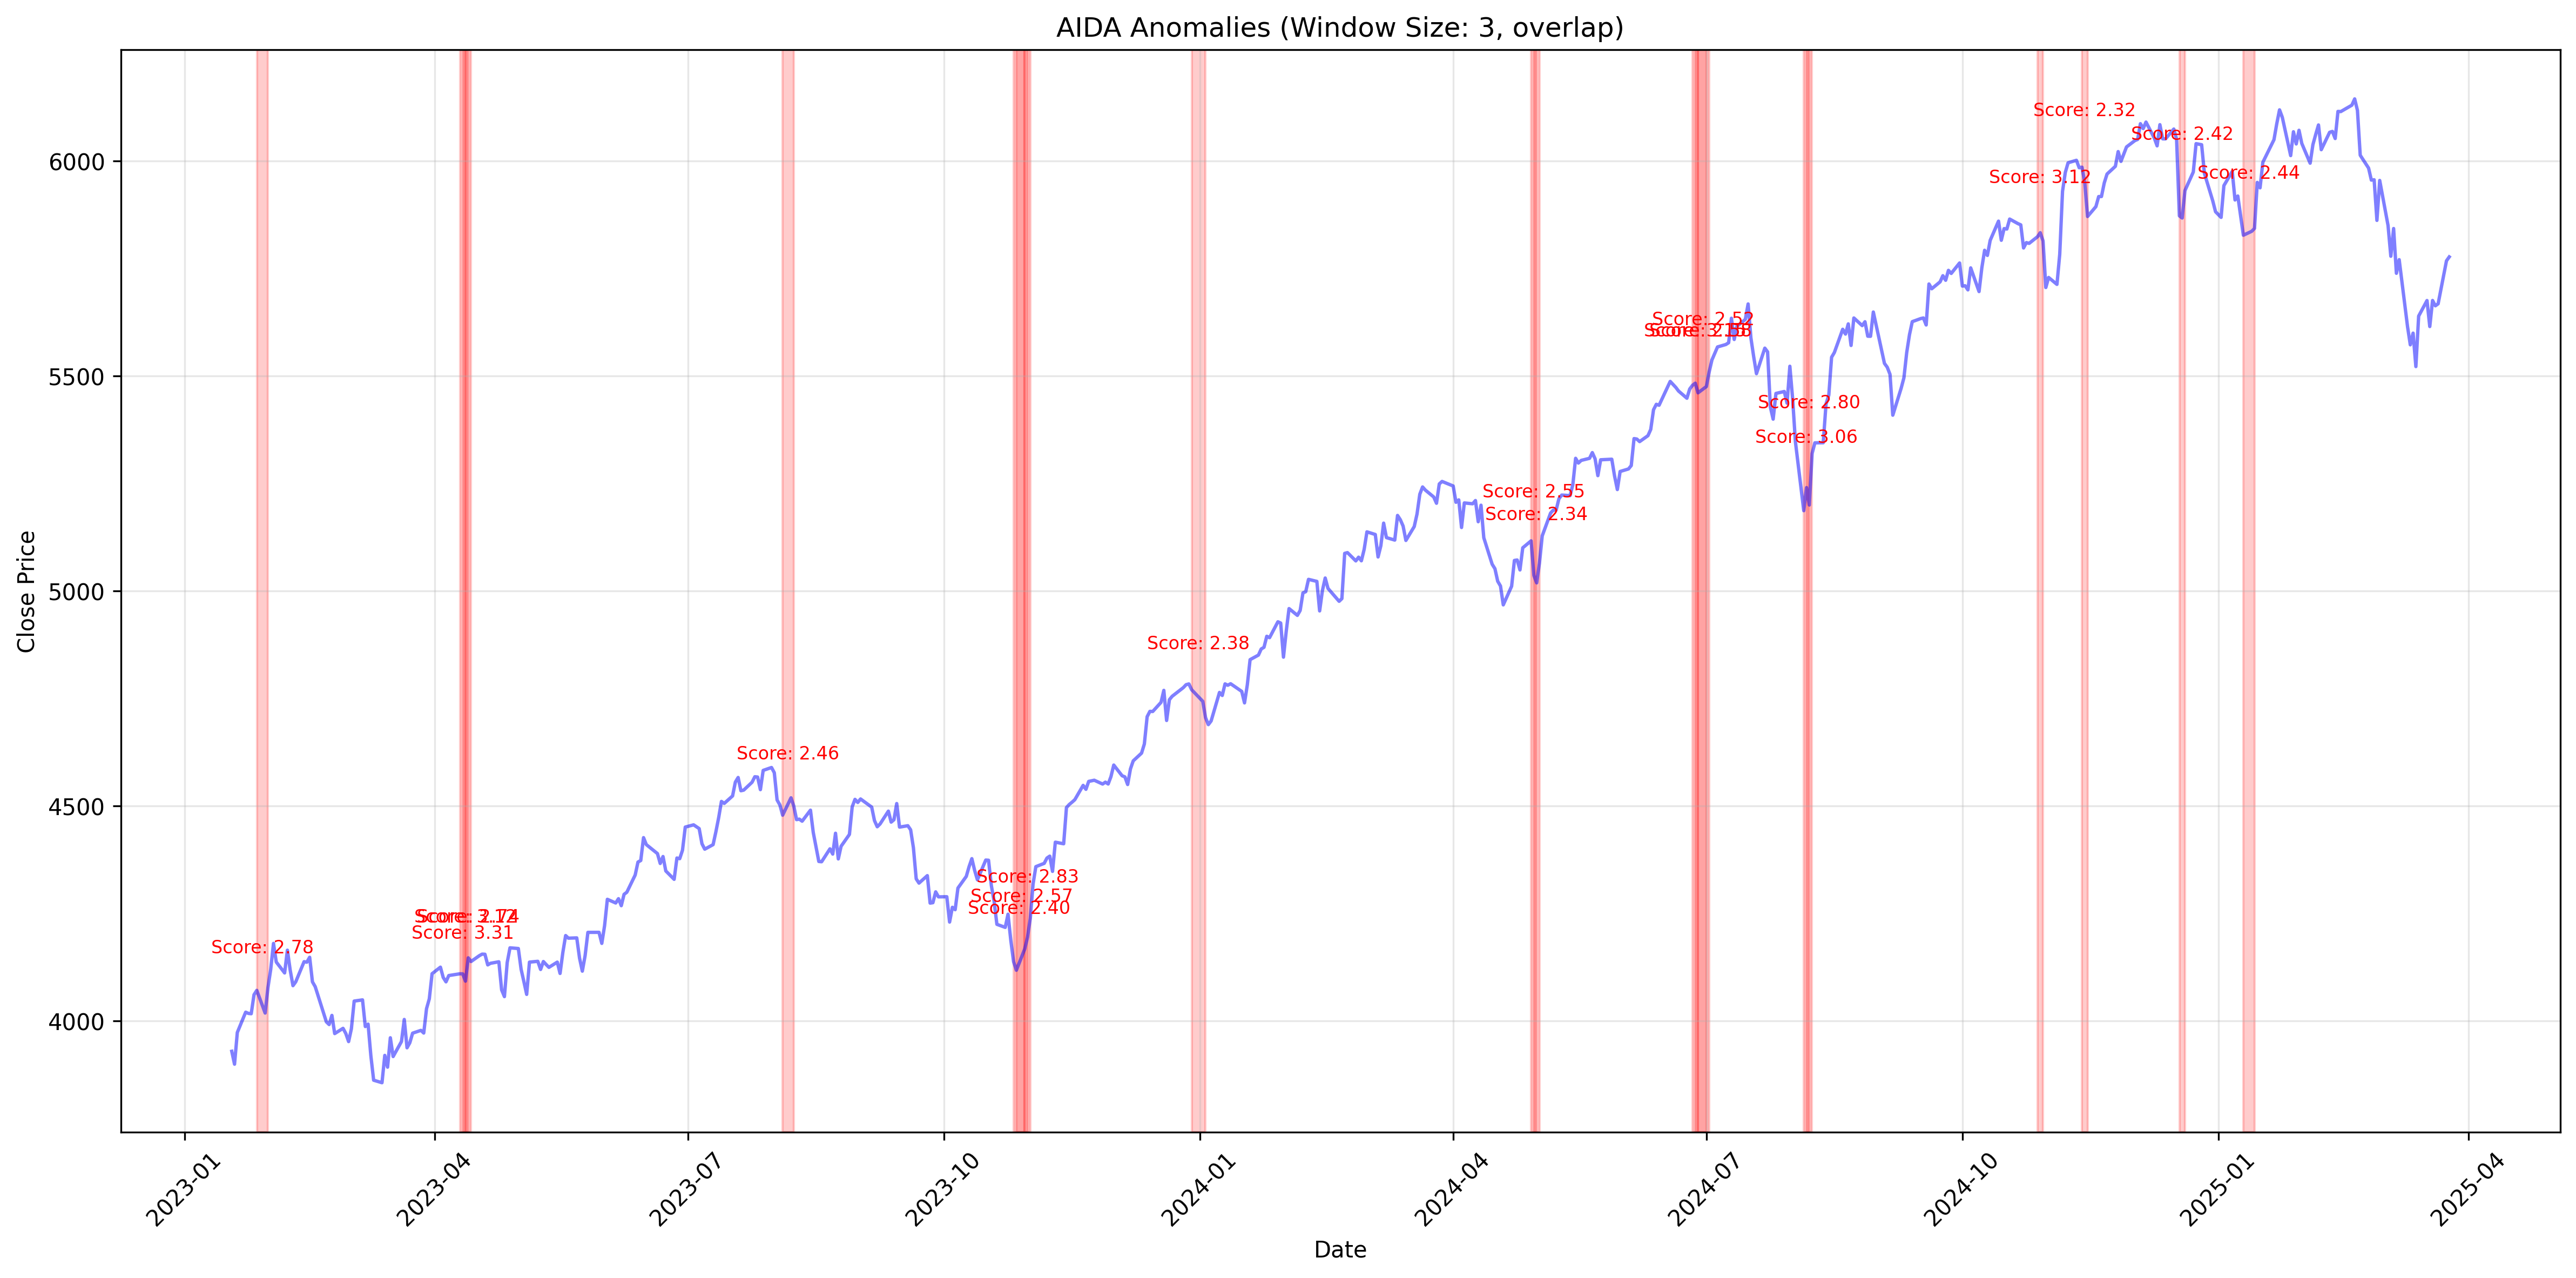 AIDA Anomalies (Window Size: 3, overlap)
Close Price
6000
5500
5000
4500
4000
Score: 2.32
Score: 2.42
Score: 2.44
Score: 3.12
Score: 2.52
Score:
Score: 2.80
Score: 3.06
Score: 2.55
Score: 2.34
Score: 2.38
Score: 2.46
Score: 2.83
Score: 2.57
Score: 2.40
Score:
Score: 3.31
Score: 2.78
2023-01
2023-04
2023-07
2023-10
2024-01
2024-04
2024-07
2024-10
2025-01
2025-04
Date